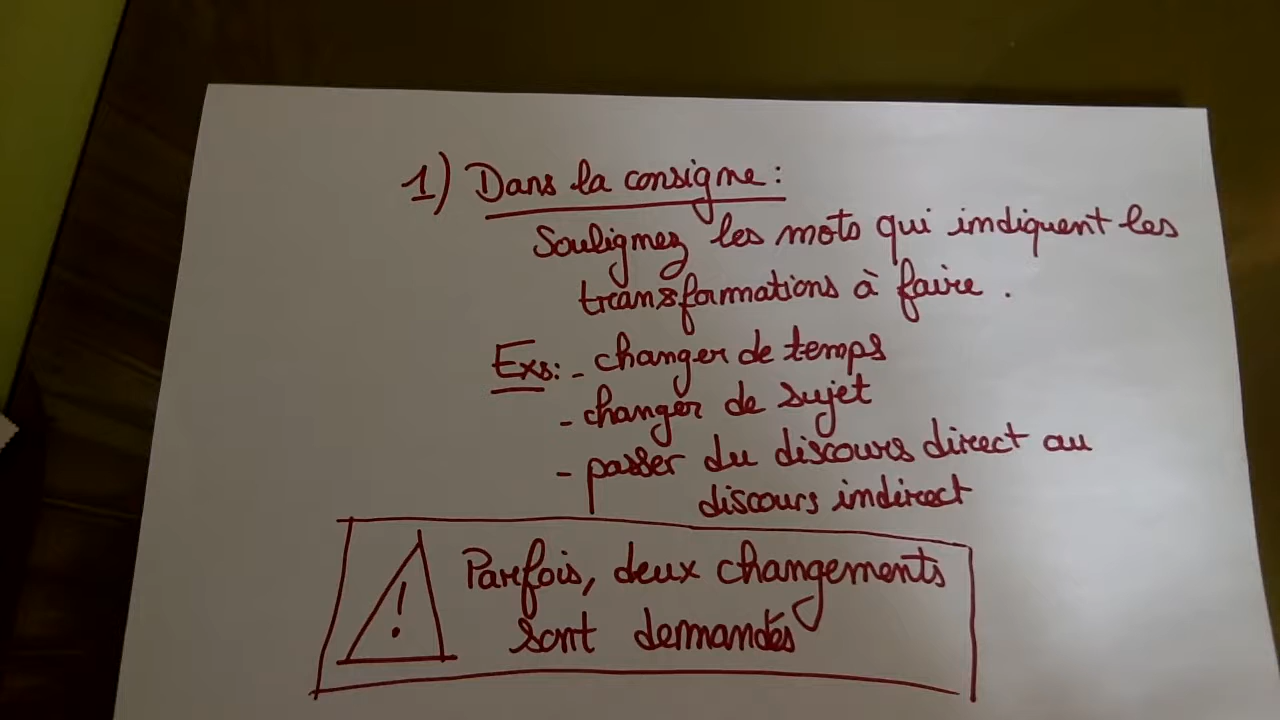 1) Dans la consigne :
Soulignez les mots qui indiquent les
transformations à faire .
Exs : - changer de temps
- changer de sujet
- passer du discours direct au
discours indirect
! Parfois, deux changements
sont demandés